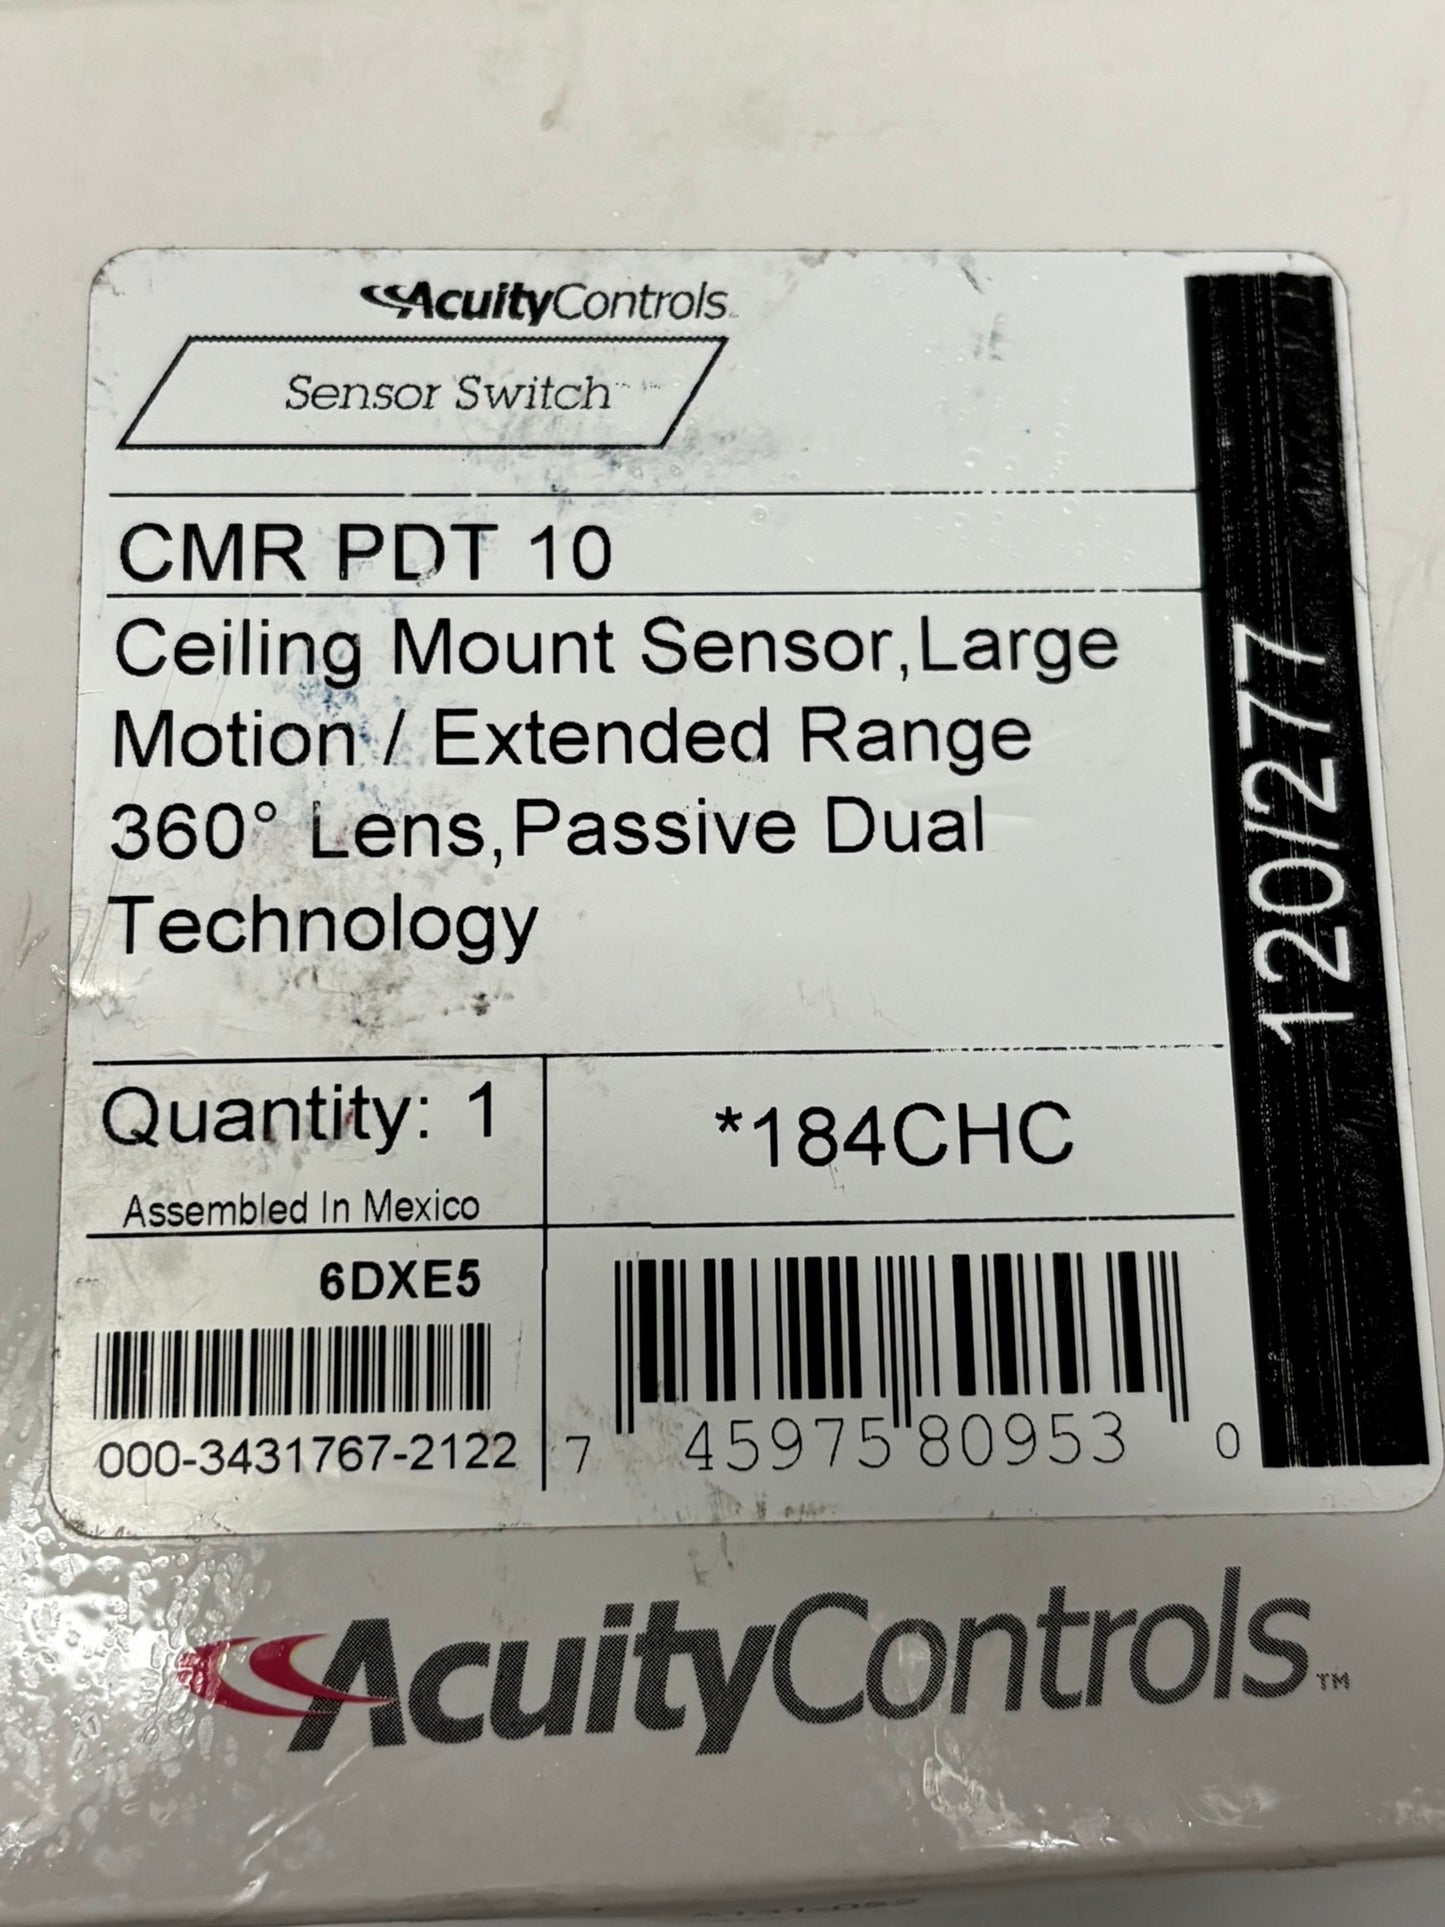 AcuityControls
Sensor Switch
CMR PDT 10
Ceiling Mount Sensor,Large
Motion / Extended Range
360° Lens,Passive Dual
Technology
120/277
Quantity: 1
*184CHC
Assembled In Mexico
6DXE5
000-3431767-2122
7 45975 80953 0
AcuityControls™